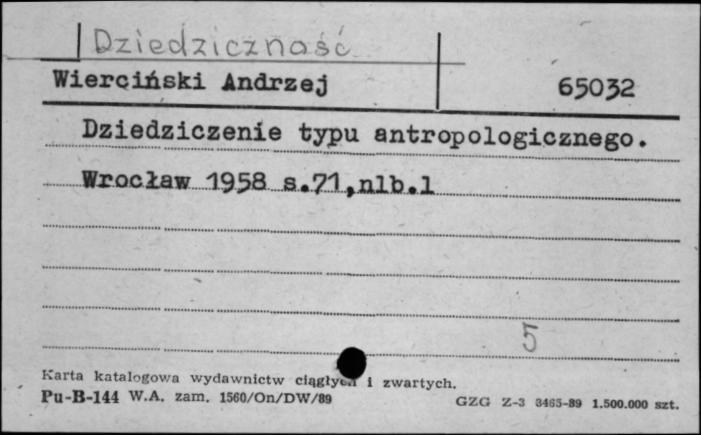 Dziedziczność
Wierciński Andrzej 65032
Dziedziczenie typu antropologicznego.
Wrocław 1958 s.71,nlb.1
5
Karta katalogowa wydawnictw ciągłych i zwartych.
Pu-B-144 W.A. zam. 1560/On/DW/89 GZG Z-3 3465-89 1.500.000 szt.